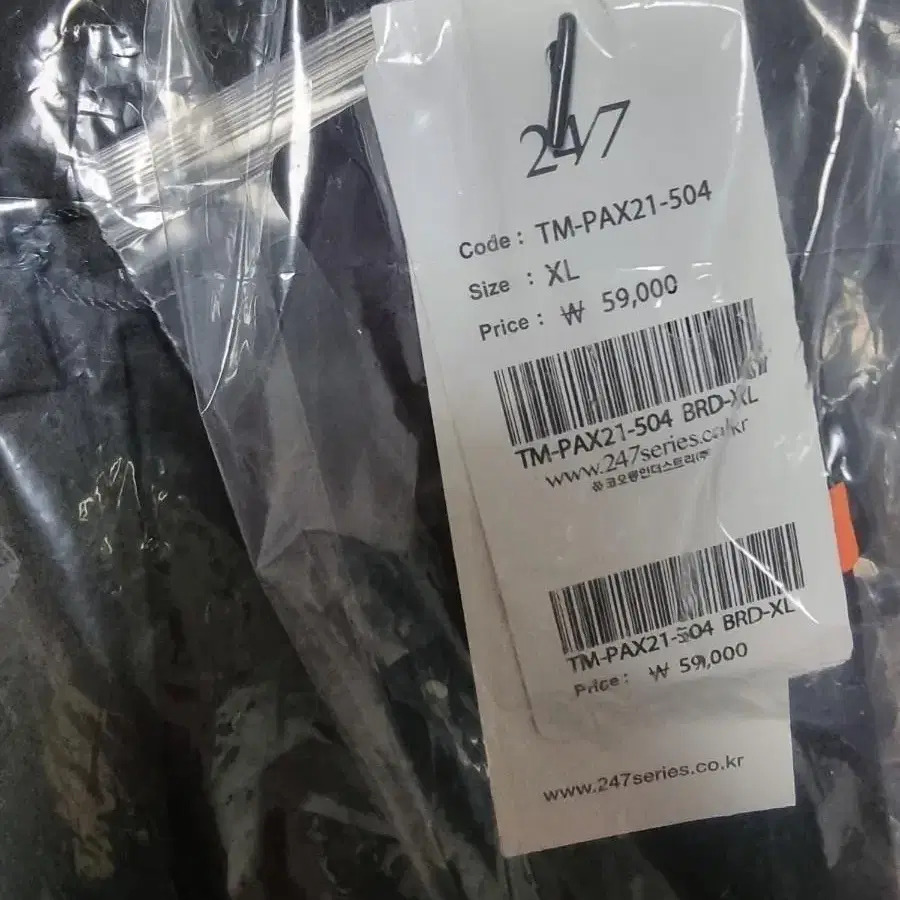 247
Code : TM-PAX21-504
Size : XL
Price : ₩ 59,000
TM-PAX21-504 BRD-XL
www.247series.co.kr
코오롱인더스트리(주
TM-PAX21-504 BRD-XL
Price : ₩ 59,000
www.247series.co.kr